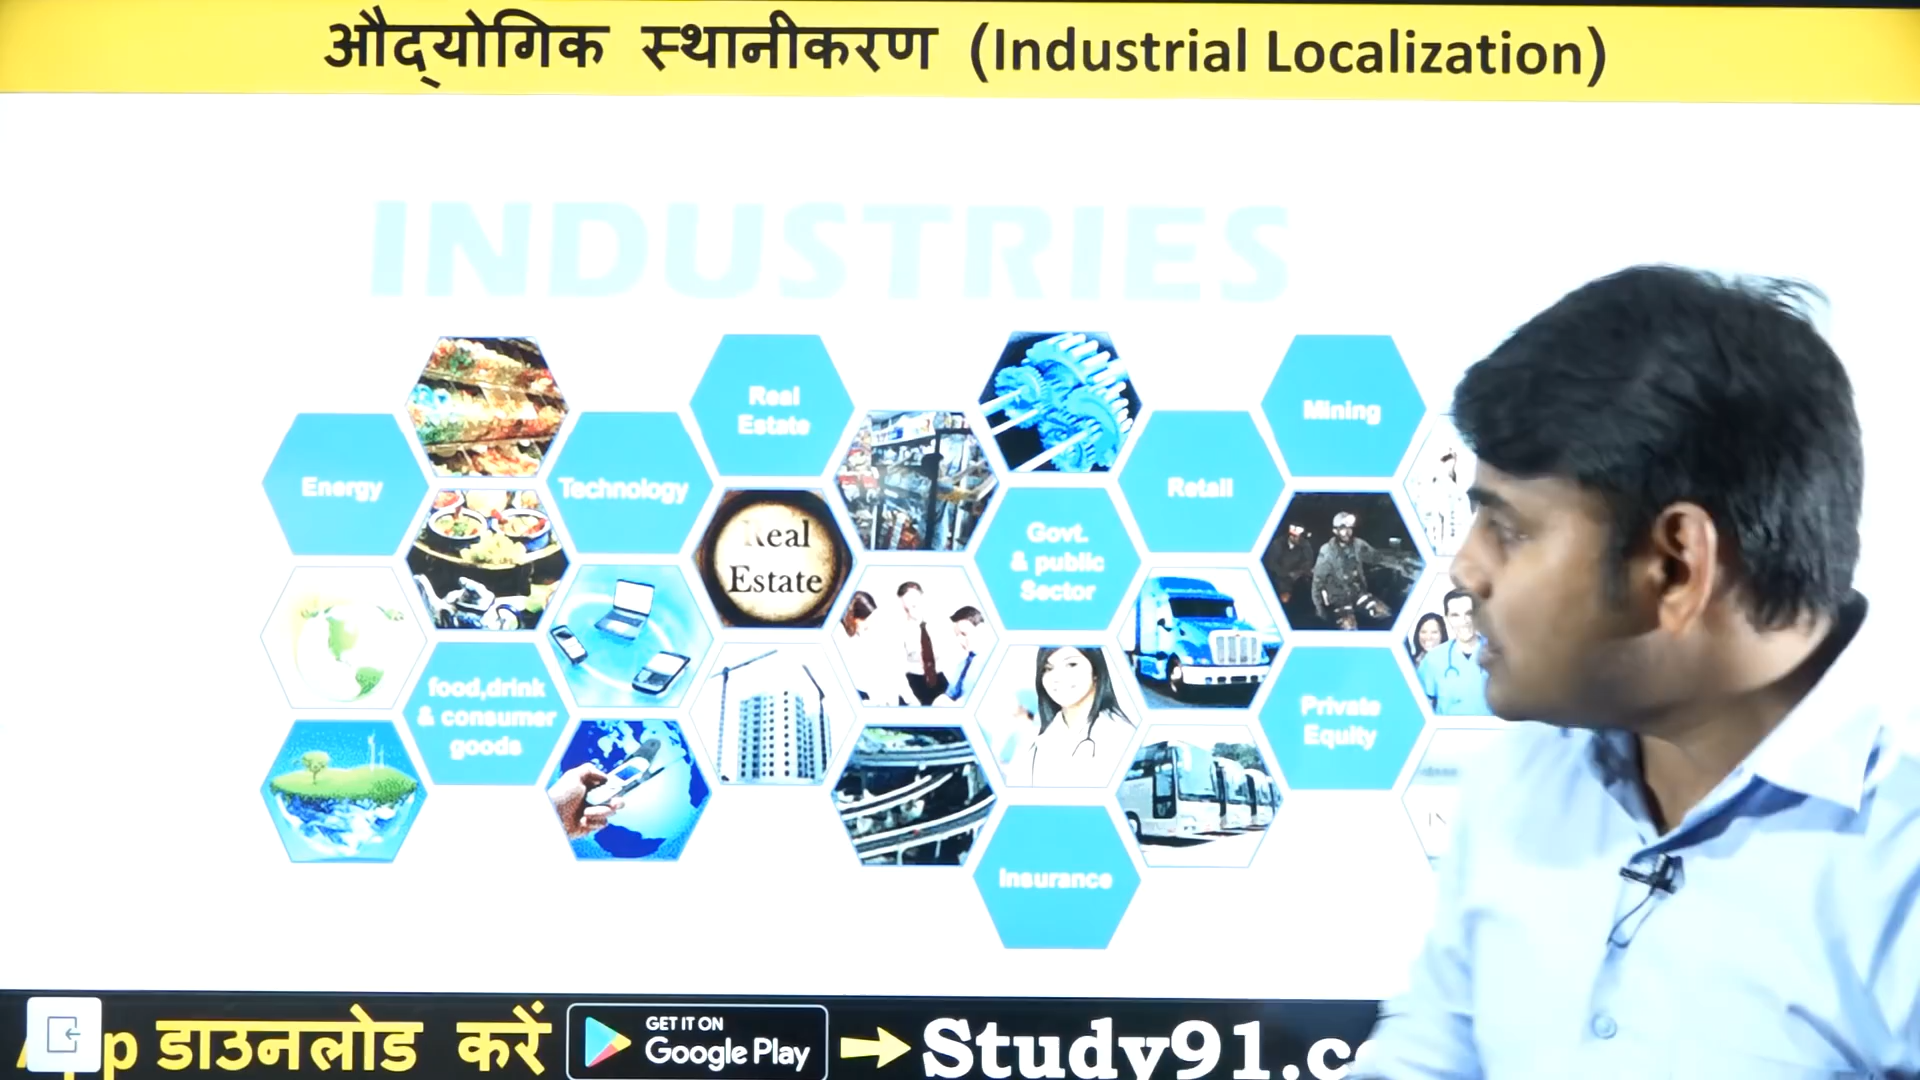 औद्योगिक स्थानीकरण (Industrial Localization)
INDUSTRIES
Real
Estate
Mining
Energy
Technology
Retail
Real
Estate
Govt.
& public
Sector
food,drink
& consumer
goods
Private
Equity
Insurance
डाउनलोड करें
GET IT ON
Google Play
Study91.c